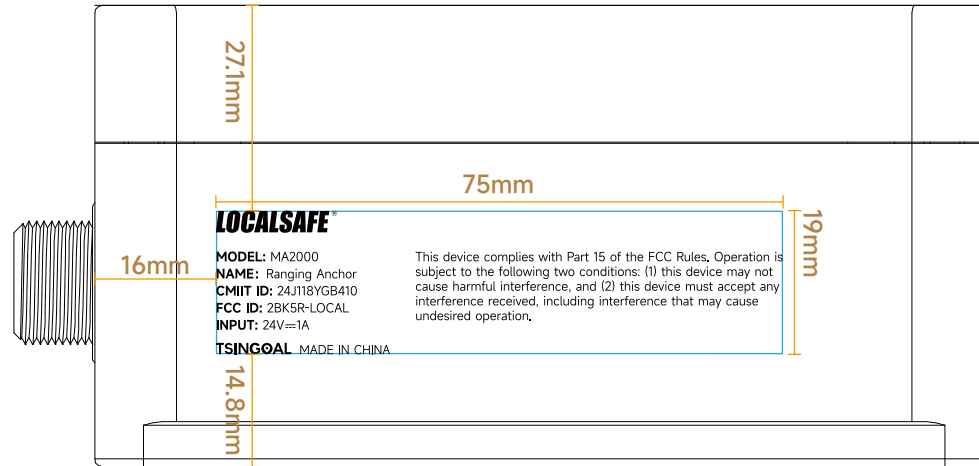 27.1mm
75mm
19mm
16mm
14.8mm
LOCALSAFE®
MODEL: MA2000
NAME: Ranging Anchor
CMIIT ID: 24J118YGB410
FCC ID: 2BK5R-LOCAL
INPUT: 24V⎓1A
TSINGOAL MADE IN CHINA
This device complies with Part 15 of the FCC Rules. Operation is
subject to the following two conditions: (1) this device may not
cause harmful interference, and (2) this device must accept any
interference received, including interference that may cause
undesired operation.